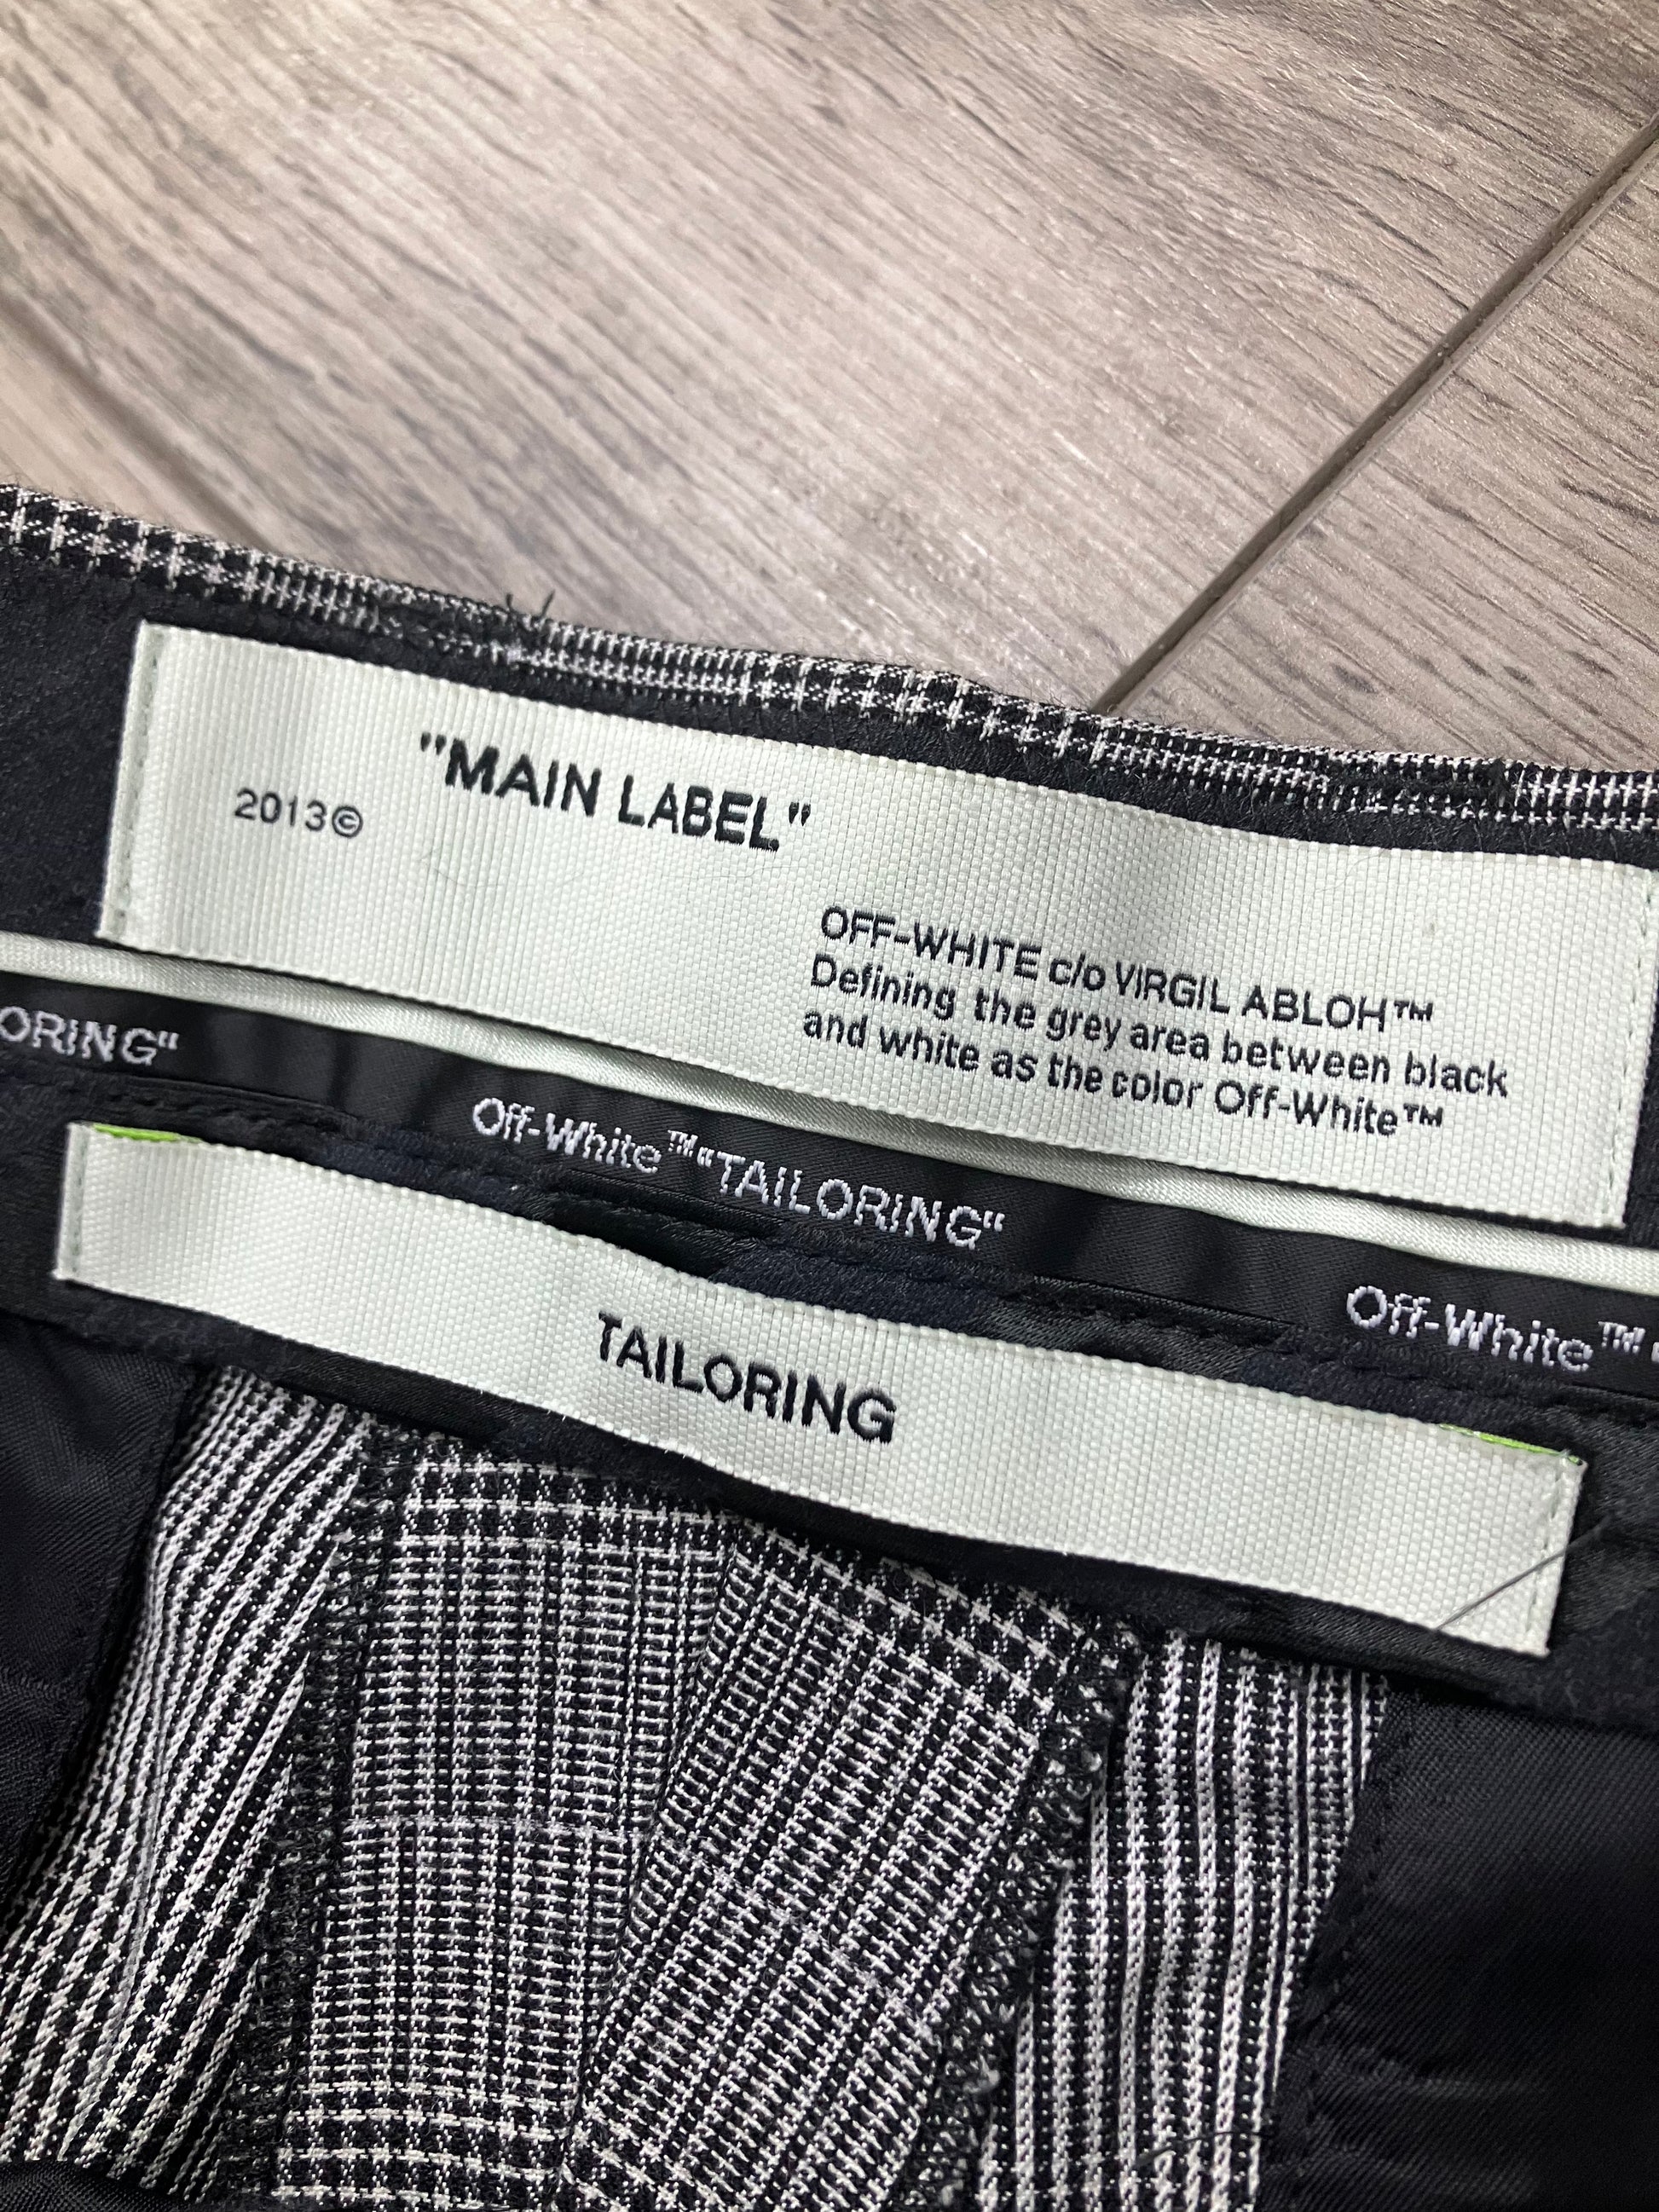 "MAIN LABEL"
2013©
OFF-WHITE c/o VIRGIL ABLOH™
Defining the grey area between black
and white as the color Off-White™
ORING“
Off-White™“TAILORING“
Off-White™“
TAILORING